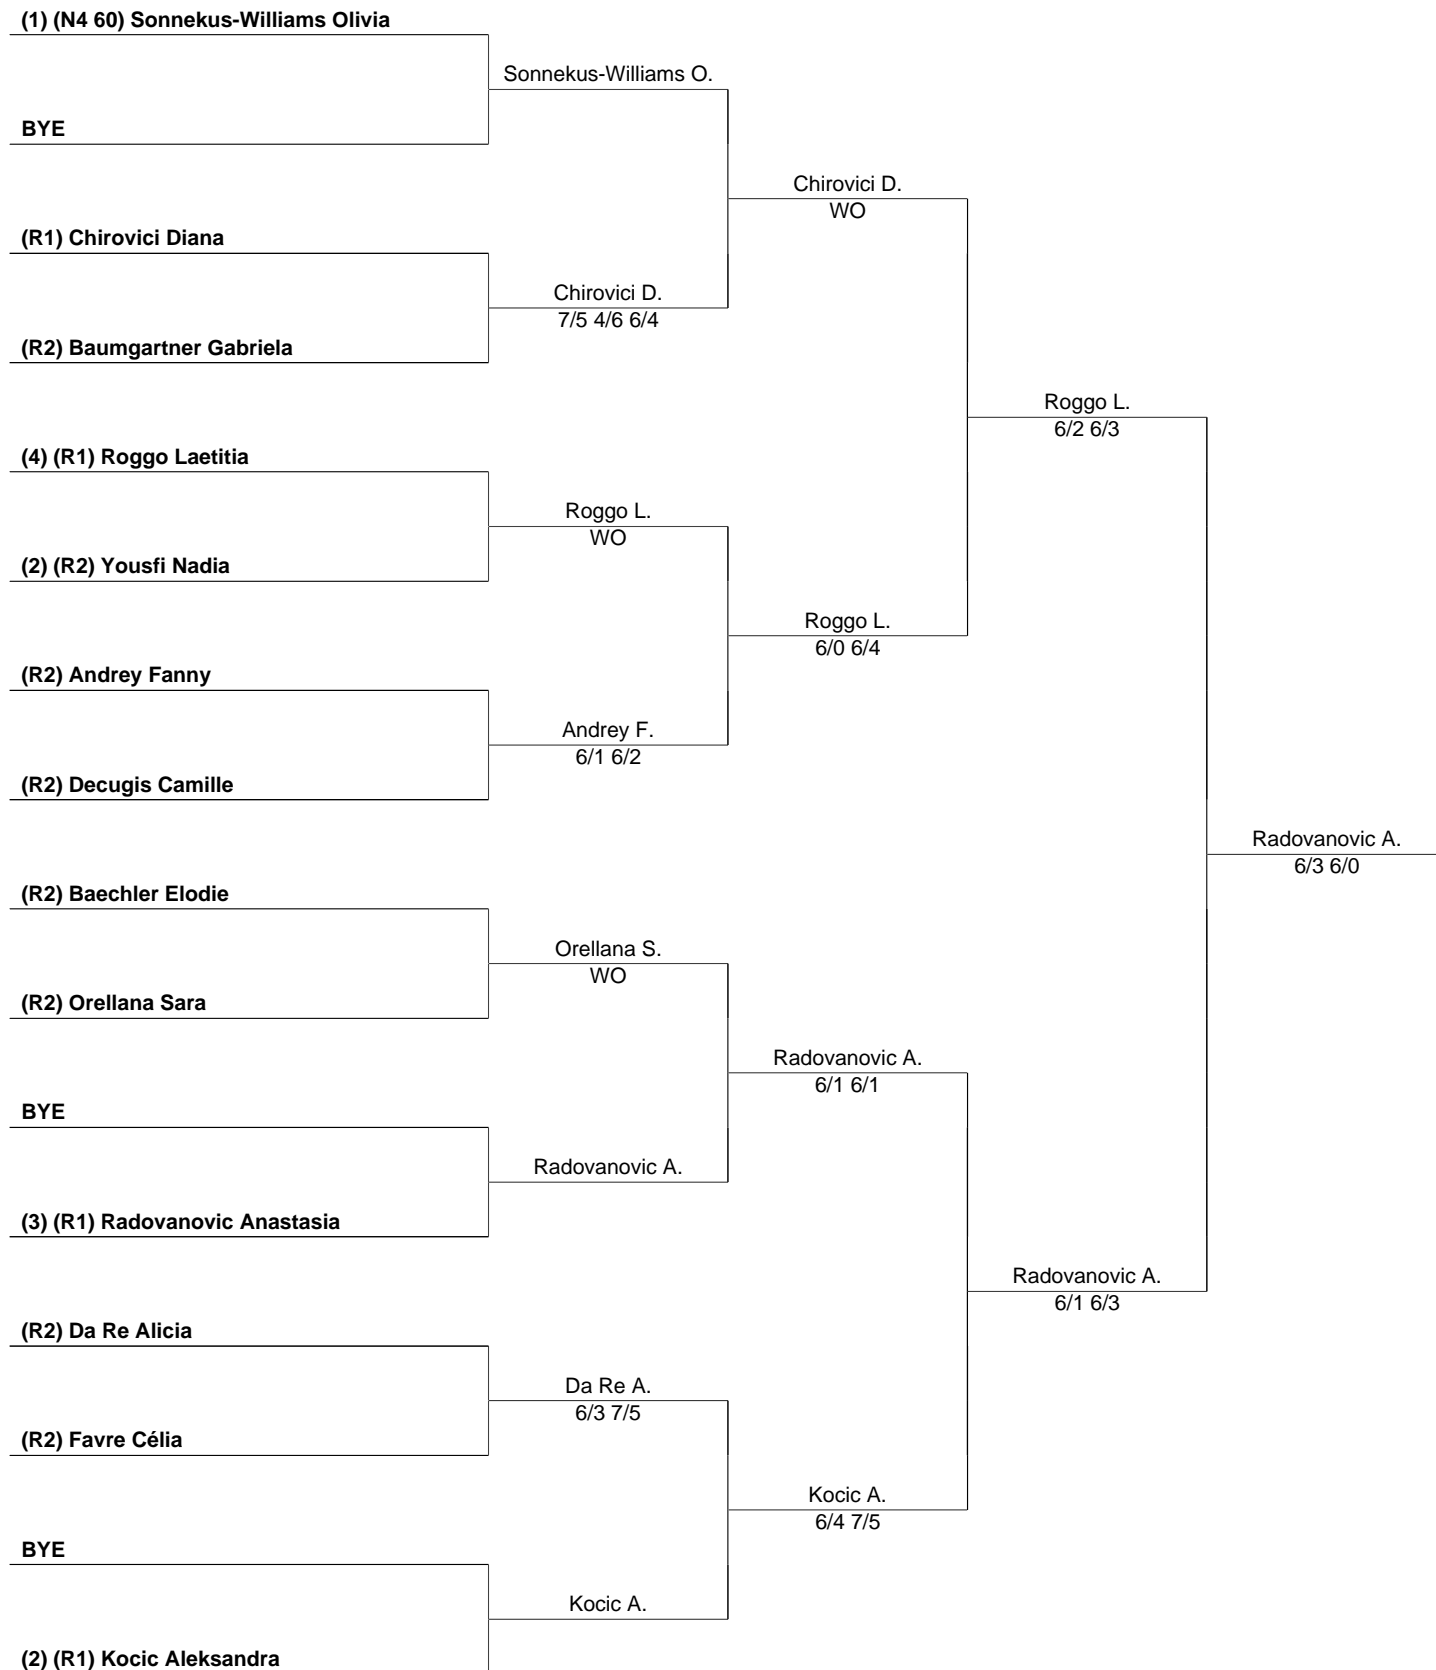 (1) (N4 60) Sonnekus-Williams Olivia
Sonnekus-Williams O.
BYE
Chirovici D.
WO
(R1) Chirovici Diana
Chirovici D.
7/5 4/6 6/4
(R2) Baumgartner Gabriela
Roggo L.
6/2 6/3
(4) (R1) Roggo Laetitia
Roggo L.
WO
(2) (R2) Yousfi Nadia
Roggo L.
6/0 6/4
(R2) Andrey Fanny
Andrey F.
6/1 6/2
(R2) Decugis Camille
Radovanovic A.
6/3 6/0
(R2) Baechler Elodie
Orellana S.
WO
(R2) Orellana Sara
Radovanovic A.
6/1 6/1
BYE
Radovanovic A.
(3) (R1) Radovanovic Anastasia
Radovanovic A.
6/1 6/3
(R2) Da Re Alicia
Da Re A.
6/3 7/5
(R2) Favre Célia
Kocic A.
6/4 7/5
BYE
Kocic A.
(2) (R1) Kocic Aleksandra